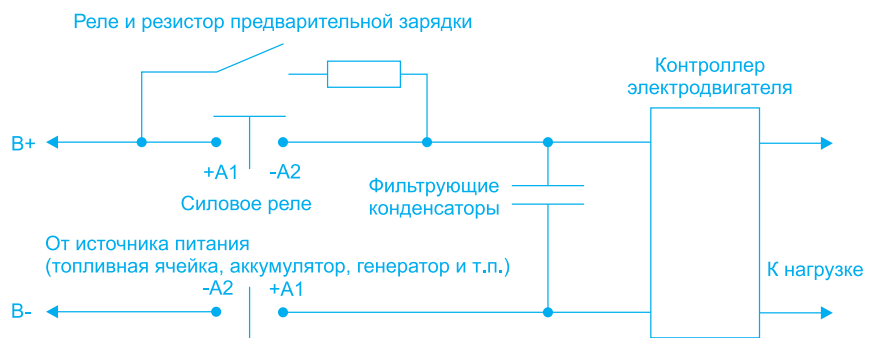 Реле и резистор предварительной зарядки
Контроллер
электродвигателя
B+
+A1 -A2
Силовое реле
Фильтрующие
конденсаторы
От источника питания
(топливная ячейка, аккумулятор, генератор и т.п.)
-A2 +A1
К нагрузке
B-